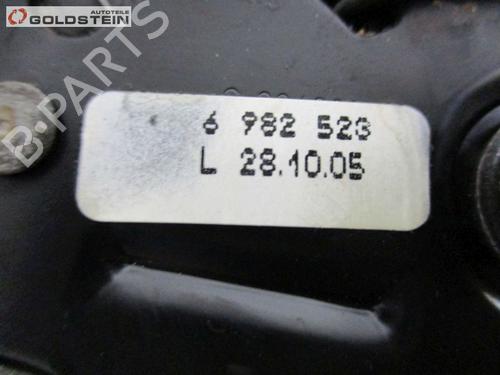 AUTOTEILE
GOLDSTEIN
B-PARTS
6 982 523
L 28.10.05